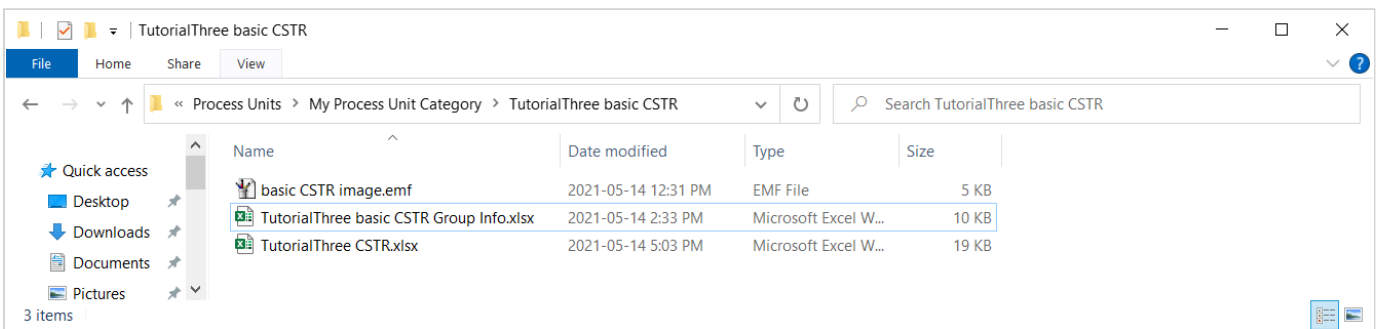 TutorialThree basic CSTR
File Home Share View
« Process Units > My Process Unit Category > TutorialThree basic CSTR Search TutorialThree basic CSTR
Name Date modified Type Size
Quick access
basic CSTR image.emf 2021-05-14 12:31 PM EMF File 5 KB
Desktop
TutorialThree basic CSTR Group Info.xlsx 2021-05-14 2:33 PM Microsoft Excel W... 10 KB
Downloads
TutorialThree CSTR.xlsx 2021-05-14 5:03 PM Microsoft Excel W... 19 KB
Documents
Pictures
3 items